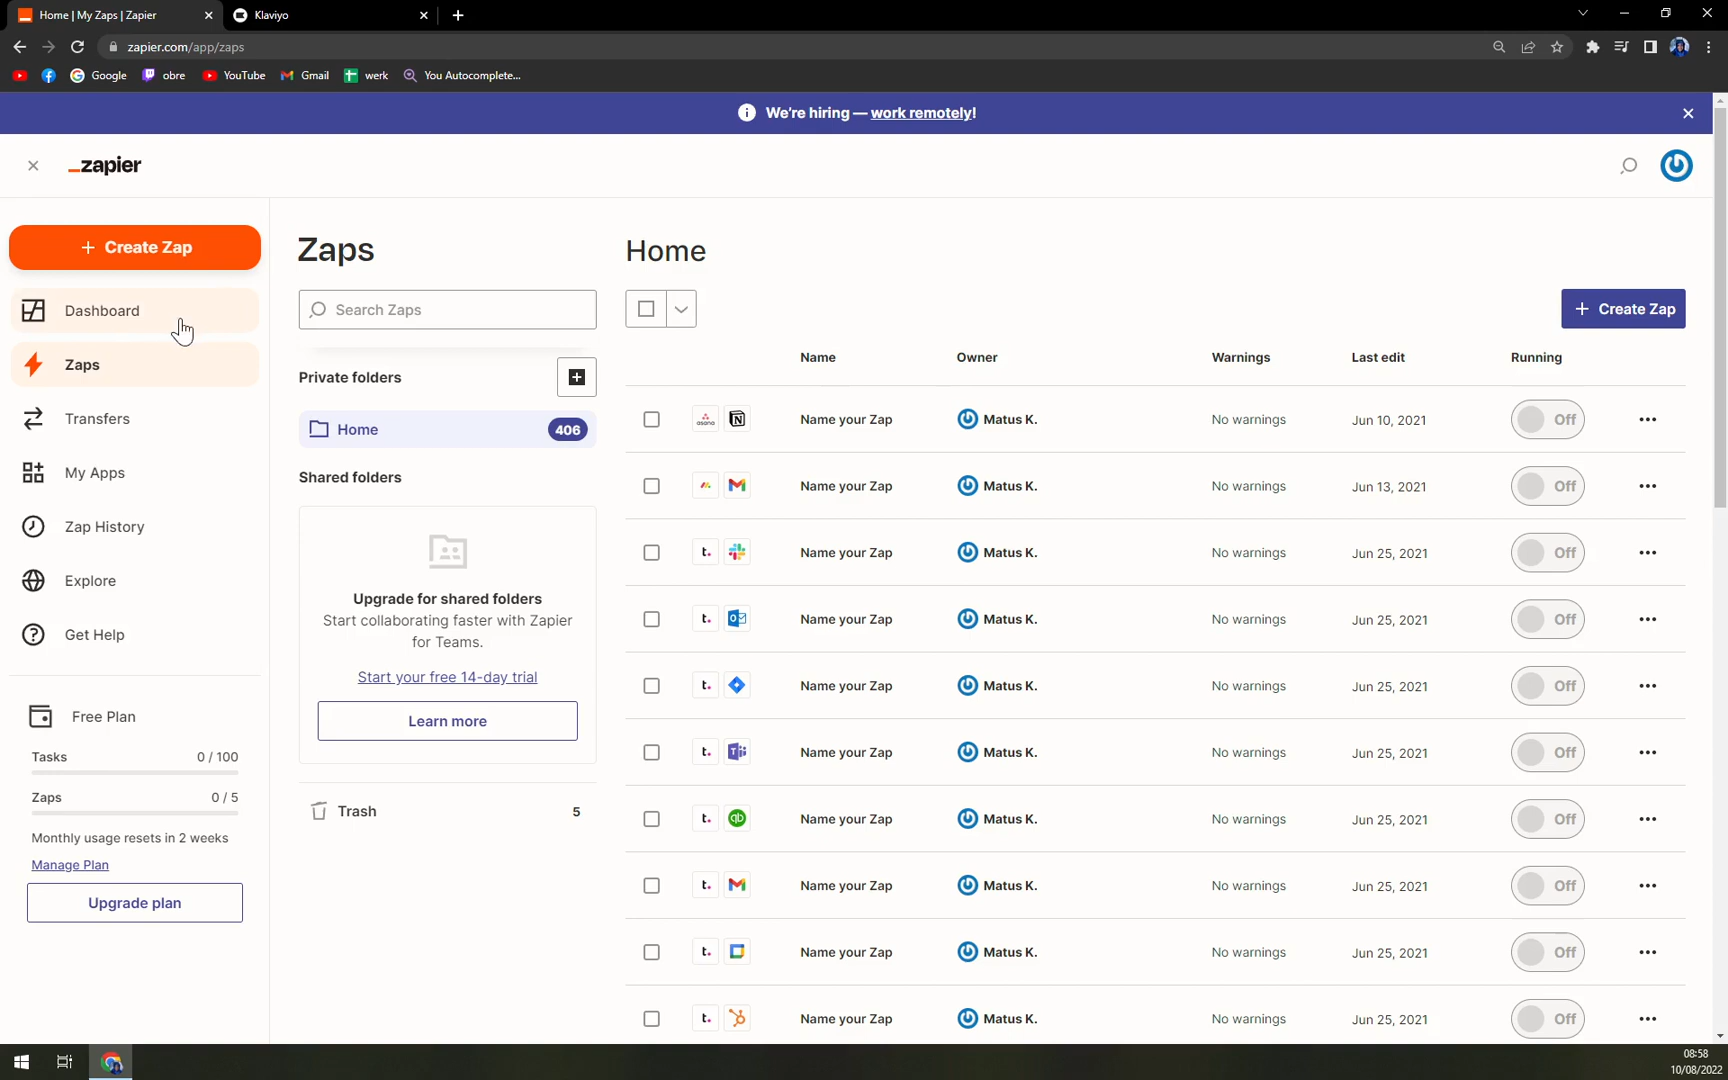 Home | My Zaps | Zapier
Klaviyo
zapier.com/app/zaps
Google
obre
YouTube
Gmail
werk
You Autocomplete...
We're hiring — work remotely!
_zapier
+ Create Zap
Dashboard
Zaps
Transfers
My Apps
Zap History
Explore
Get Help
Free Plan
Tasks 0 / 100
Zaps 0 / 5
Monthly usage resets in 2 weeks
Manage Plan
Upgrade plan
Zaps
Search Zaps
Private folders
Home 406
Shared folders
Upgrade for shared folders
Start collaborating faster with Zapier
for Teams.
Start your free 14-day trial
Learn more
Trash 5
Home
+ Create Zap
Name Owner Warnings Last edit Running
asana Name your Zap Matus K. No warnings Jun 10, 2021 Off
Name your Zap Matus K. No warnings Jun 13, 2021 Off
t. Name your Zap Matus K. No warnings Jun 25, 2021 Off
t. Name your Zap Matus K. No warnings Jun 25, 2021 Off
t. Name your Zap Matus K. No warnings Jun 25, 2021 Off
t. Name your Zap Matus K. No warnings Jun 25, 2021 Off
t. qb Name your Zap Matus K. No warnings Jun 25, 2021 Off
t. Name your Zap Matus K. No warnings Jun 25, 2021 Off
t. Name your Zap Matus K. No warnings Jun 25, 2021 Off
t. Name your Zap Matus K. No warnings Jun 25, 2021 Off
08:58
10/08/2022